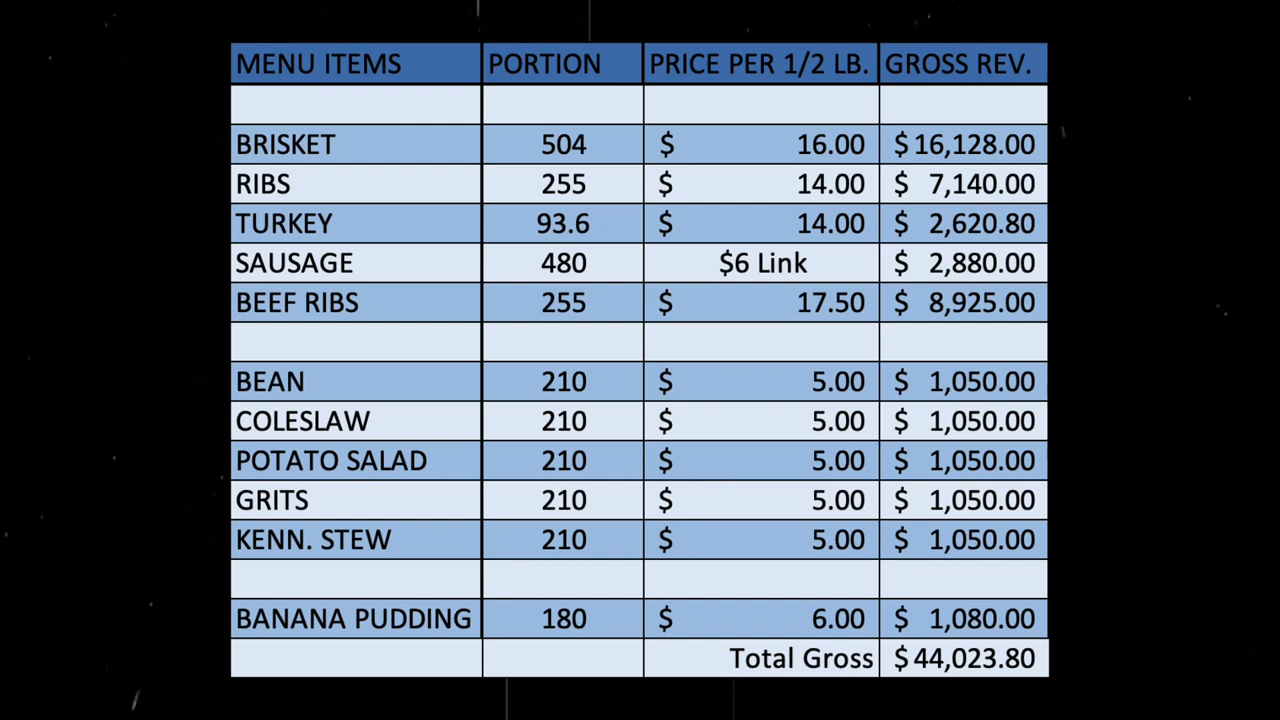 MENU ITEMS PORTION PRICE PER 1/2 LB. GROSS REV.
BRISKET 504 $ 16.00 $ 16,128.00
RIBS 255 $ 14.00 $ 7,140.00
TURKEY 93.6 $ 14.00 $ 2,620.80
SAUSAGE 480 $6 Link $ 2,880.00
BEEF RIBS 255 $ 17.50 $ 8,925.00
BEAN 210 $ 5.00 $ 1,050.00
COLESLAW 210 $ 5.00 $ 1,050.00
POTATO SALAD 210 $ 5.00 $ 1,050.00
GRITS 210 $ 5.00 $ 1,050.00
KENN. STEW 210 $ 5.00 $ 1,050.00
BANANA PUDDING 180 $ 6.00 $ 1,080.00
Total Gross $ 44,023.80